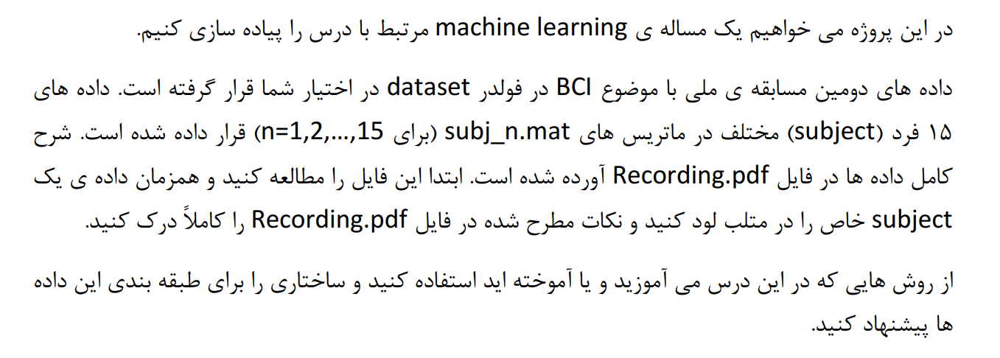 در این پروژه می خواهیم یک مساله ی machine learning مرتبط با درس را پیاده سازی کنیم.
داده های دومین مسابقه ی ملی با موضوع BCI در فولدر dataset در اختیار شما قرار گرفته است. داده های
۱۵ فرد (subject) مختلف در ماتریس های subj_n.mat (برای n=1,2,...,15) قرار داده شده است. شرح
کامل داده ها در فایل Recording.pdf آورده شده است. ابتدا این فایل را مطالعه کنید و همزمان داده ی یک
subject خاص را در متلب لود کنید و نکات مطرح شده در فایل Recording.pdf را کاملاً درک کنید.
از روش هایی که در این درس می آموزید و یا آموخته اید استفاده کنید و ساختاری را برای طبقه بندی این داده
ها پیشنهاد کنید.